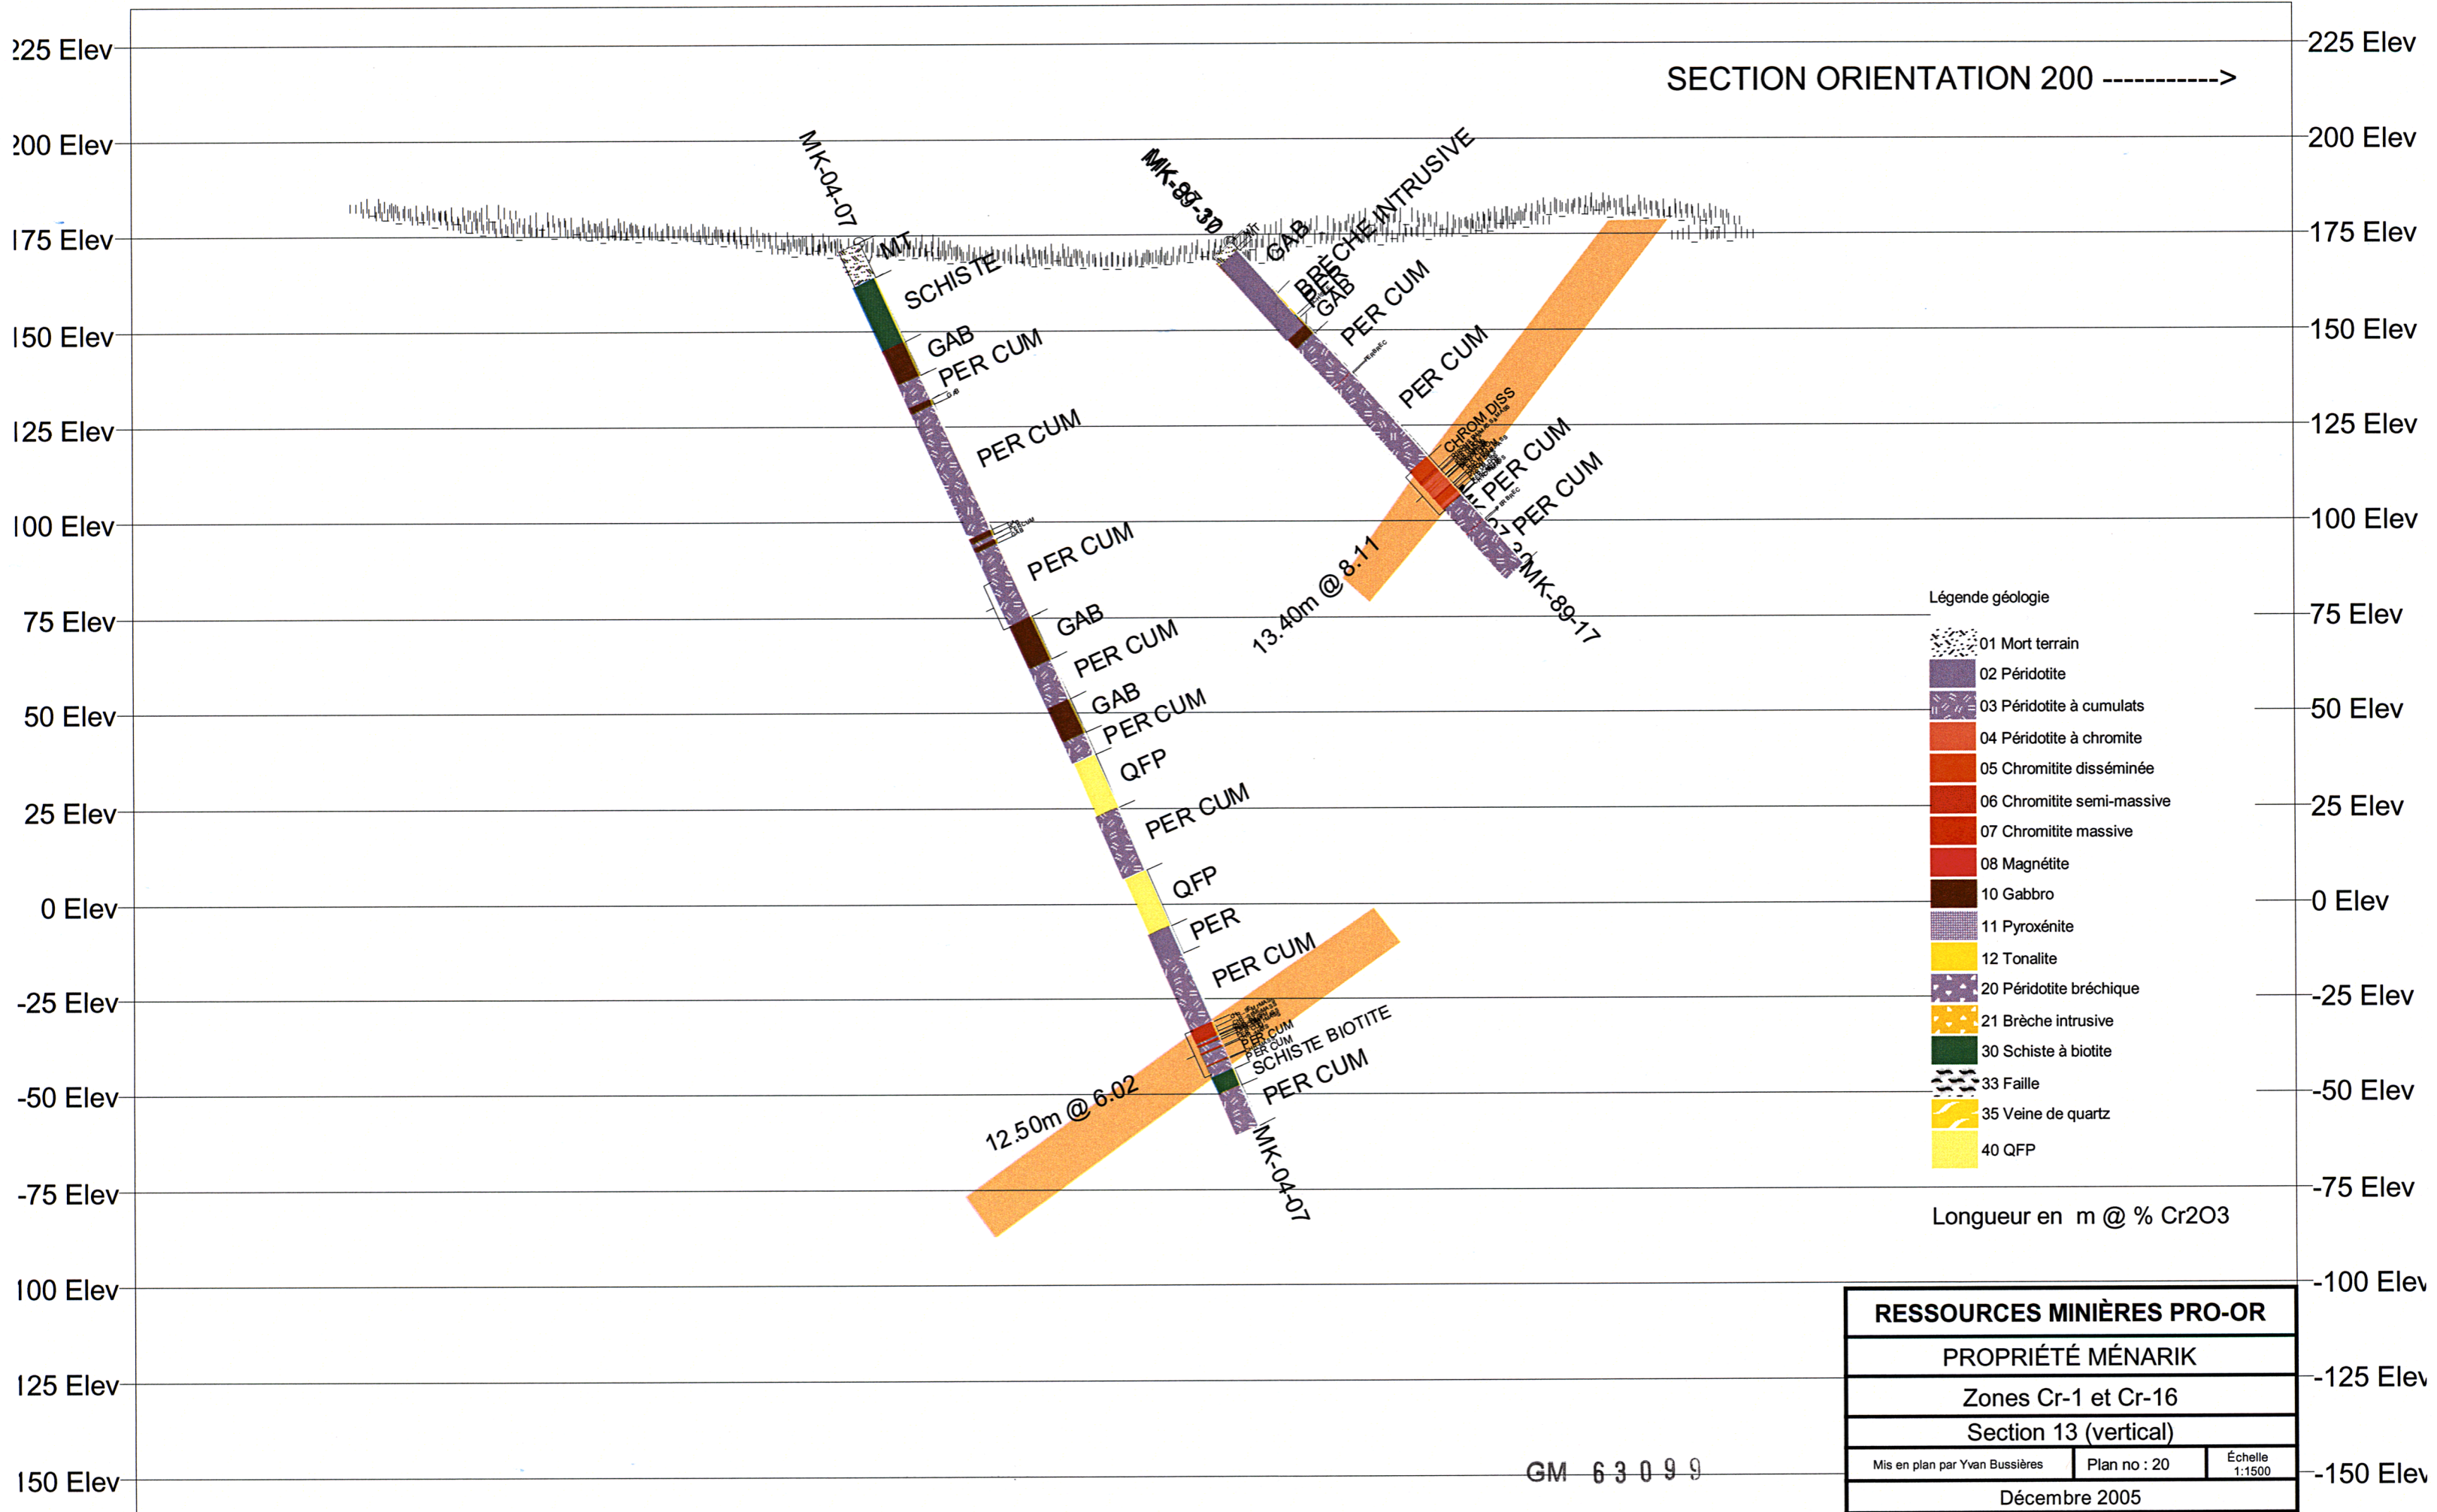 225 Elev
225 Elev
SECTION ORIENTATION 200 ----------->
200 Elev
200 Elev
175 Elev
175 Elev
150 Elev
150 Elev
125 Elev
125 Elev
100 Elev
100 Elev
75 Elev
75 Elev
50 Elev
50 Elev
25 Elev
25 Elev
0 Elev
0 Elev
-25 Elev
-25 Elev
-50 Elev
-50 Elev
-75 Elev
-75 Elev
100 Elev
-100 Elev
125 Elev
-125 Elev
150 Elev
-150 Elev
MK-04-07
MT
SCHISTE
GAB
PER CUM
GAB
PER CUM
PER CUM
GAB
PER CUM
GAB
PER CUM
QFP
PER CUM
QFP
PER
PER CUM
PER CUM
PER CUM
SCHISTE BIOTITE
PER CUM
MK-04-07
12.50m @ 6.02
MT
GAB
BRÈCHE INTRUSIVE
PER
GAB
PER CUM
PER CUM
CHROM DISS
PER CUM
PER CUM
MK-89-17
13.40m @ 8.11
Légende géologie
01 Mort terrain
02 Péridotite
03 Péridotite à cumulats
04 Péridotite à chromite
05 Chromitite disséminée
06 Chromitite semi-massive
07 Chromitite massive
08 Magnétite
10 Gabbro
11 Pyroxénite
12 Tonalite
20 Péridotite bréchique
21 Brèche intrusive
30 Schiste à biotite
33 Faille
35 Veine de quartz
40 QFP
Longueur en m @ % Cr2O3
RESSOURCES MINIÈRES PRO-OR
PROPRIÉTÉ MÉNARIK
Zones Cr-1 et Cr-16
Section 13 (vertical)
Mis en plan par Yvan Bussières
Plan no : 20
Échelle
1:1500
Décembre 2005
GM 63099